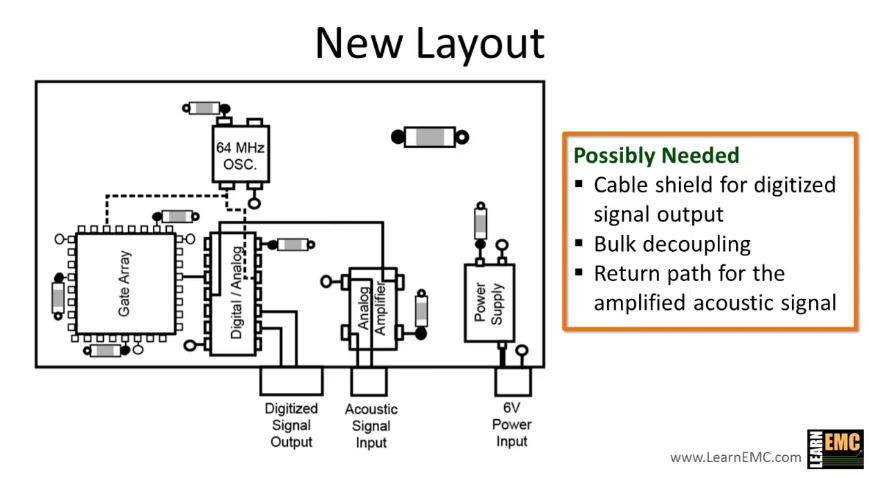 New Layout
64 MHz
OSC.
Gate Array
Digital / Analog
Analog
Amplifier
Power
Supply
Possibly Needed
▪ Cable shield for digitized
signal output
▪ Bulk decoupling
▪ Return path for the
amplified acoustic signal
Digitized
Signal
Output
Acoustic
Signal
Input
6V
Power
Input
www.LearnEMC.com
LEARN
EMC